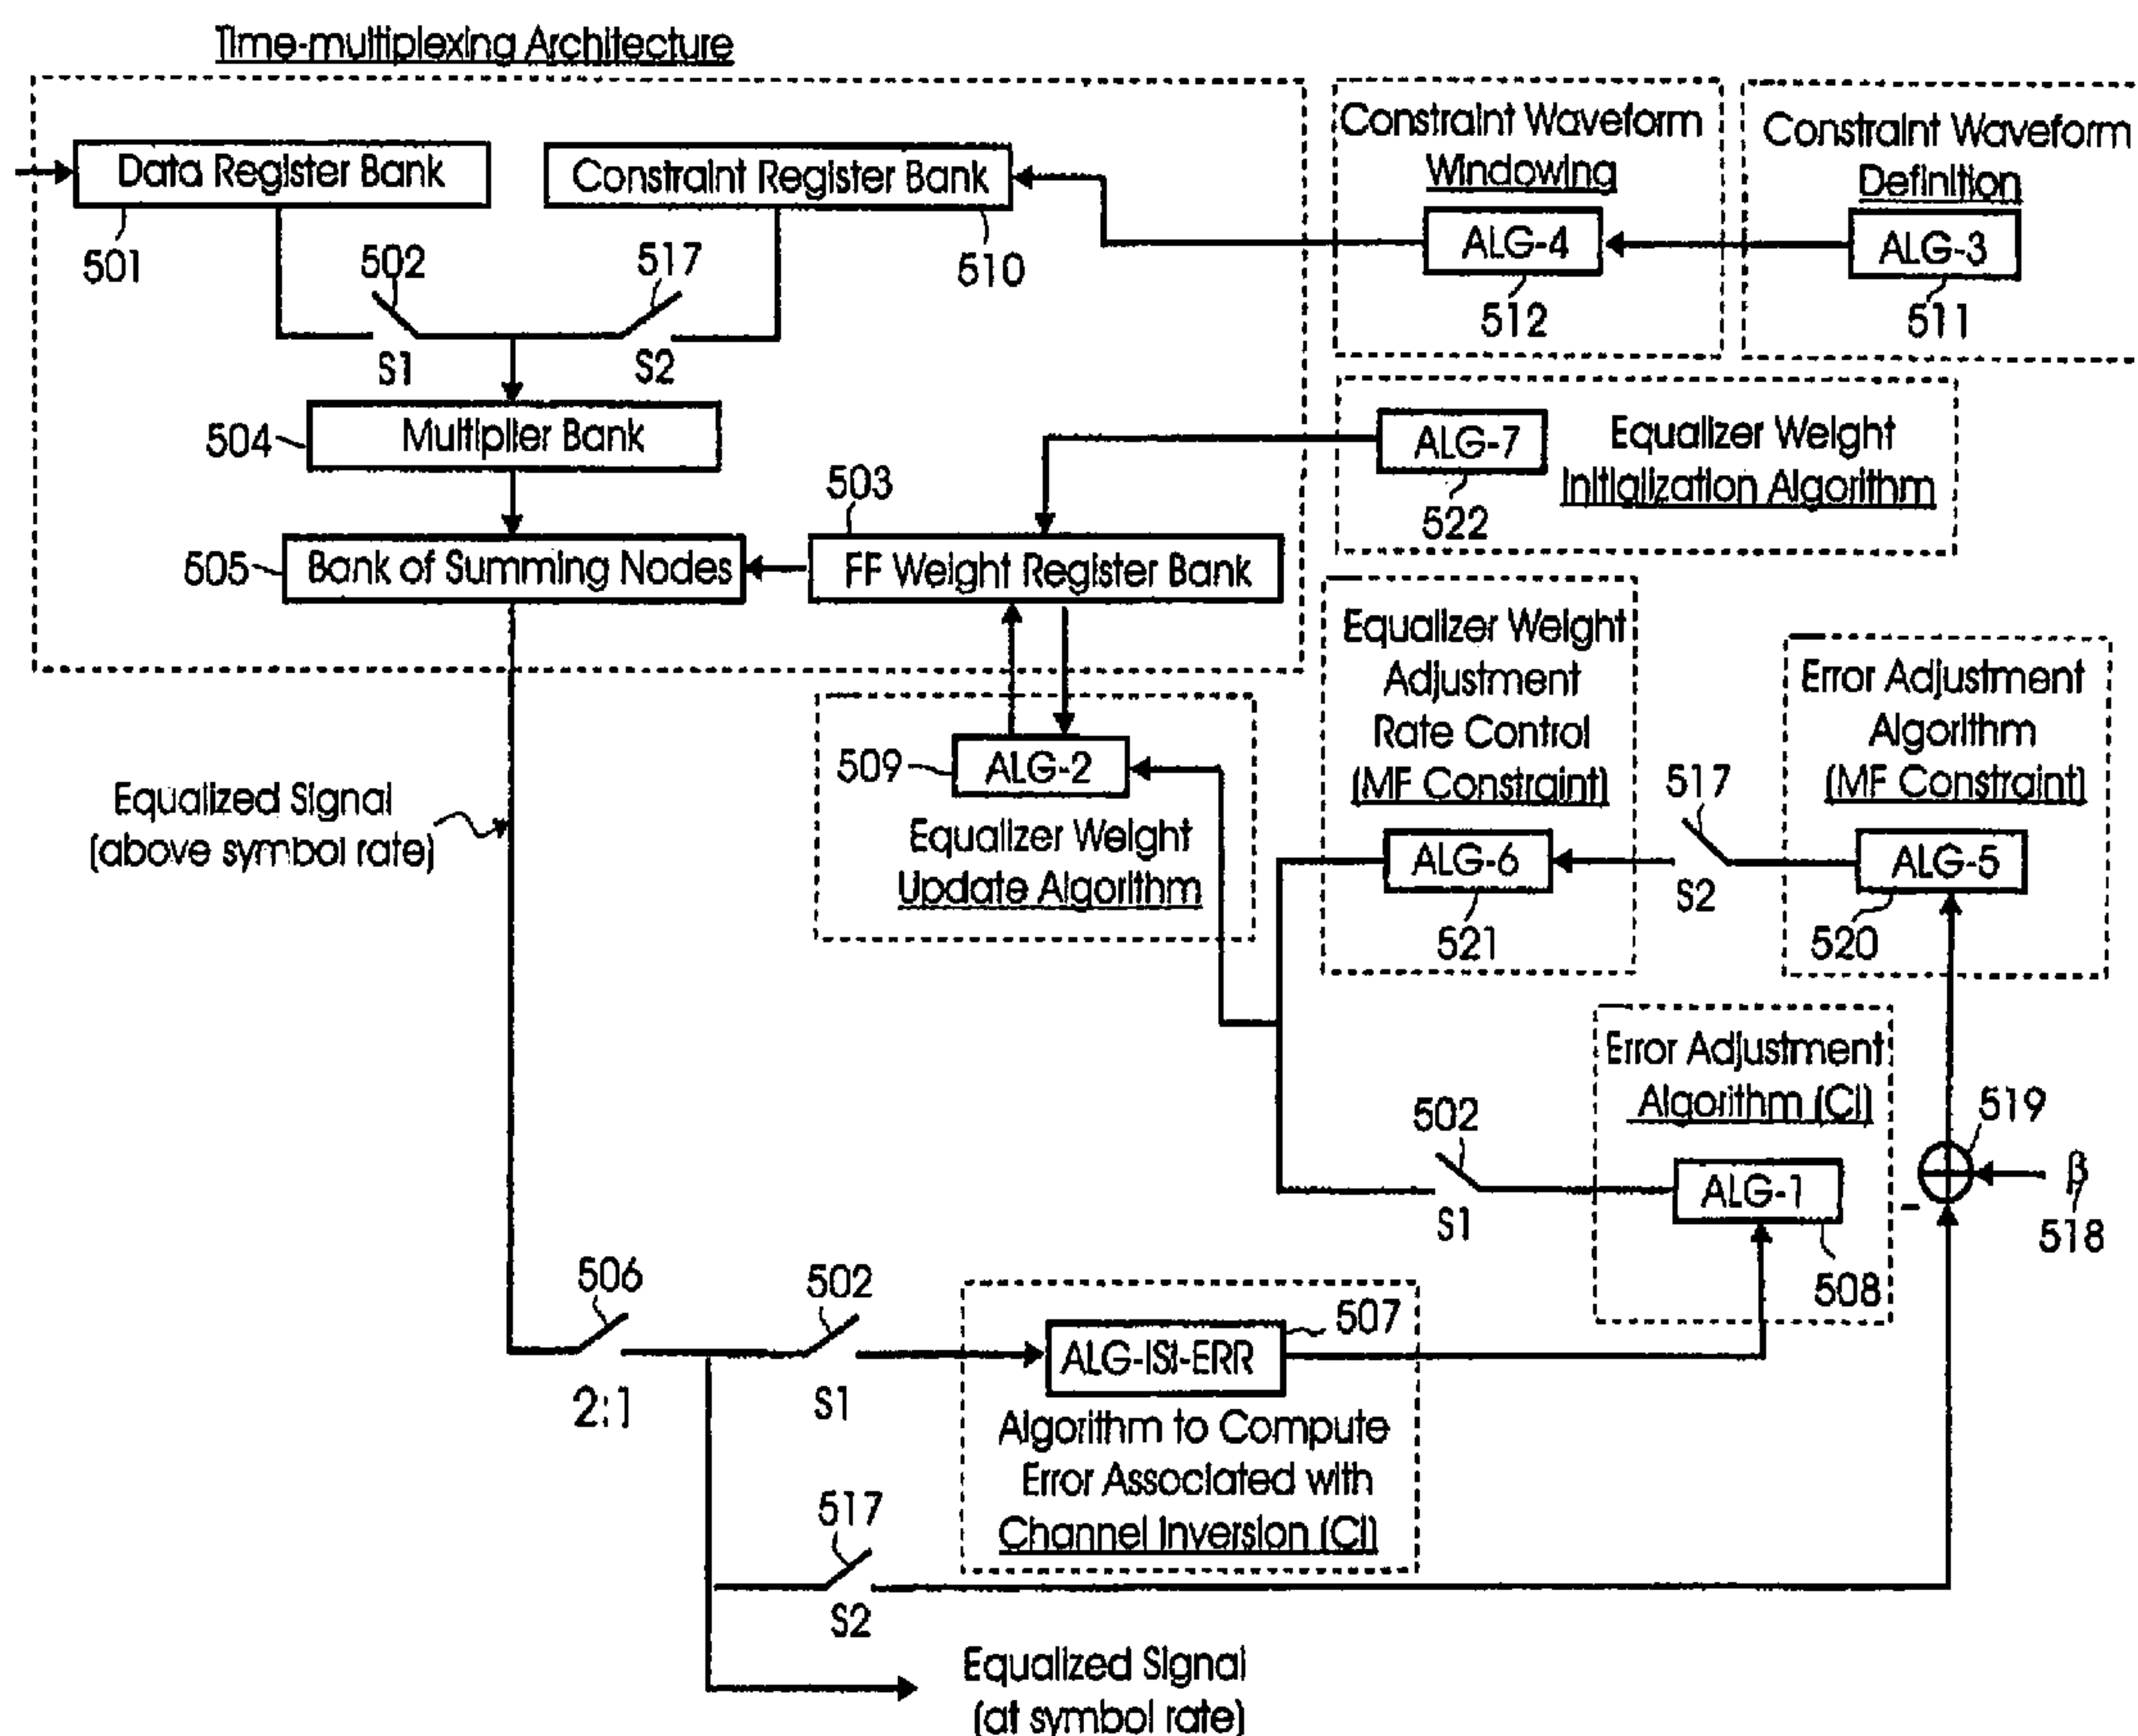 Time-multiplexing Architecture
Data Register Bank
501
Constraint Register Bank
510
Constraint Waveform
Windowing
ALG-4
512
Constraint Waveform
Definition
ALG-3
511
502
S1
517
S2
504
Multiplier Bank
ALG-7
522
Equalizer Weight
Initialization Algorithm
505
Bank of Summing Nodes
503
FF Weight Register Bank
509
ALG-2
Equalizer Weight
Update Algorithm
Equalizer Weight
Adjustment
Rate Control
(MF Constraint)
ALG-6
521
517
S2
Error Adjustment
Algorithm
(MF Constraint)
ALG-5
520
Equalized Signal
(above symbol rate)
Error Adjustment
Algorithm (CI)
ALG-1
508
502
S1
519
-
β
518
506
2:1
502
S1
507
ALG-ISI-ERR
Algorithm to Compute
Error Associated with
Channel Inversion (CI)
517
S2
Equalized Signal
(at symbol rate)